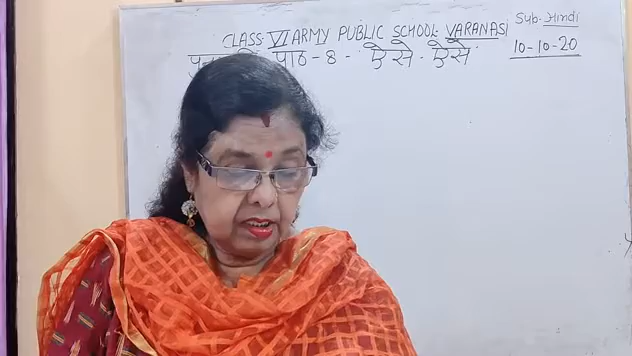 CLASS-VI ARMY PUBLIC SCHOOL VARANASI
Sub-Hindi
10-10-20
पाठ-8- ऐसे-ऐसे